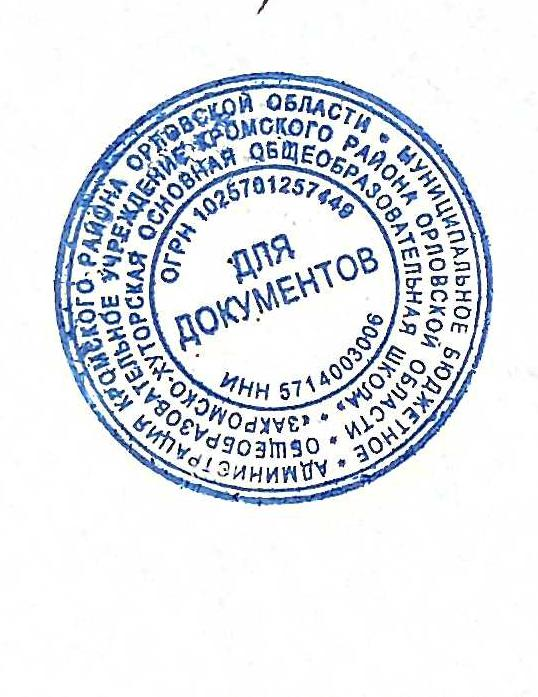 АДМИНИСТРАЦИЯ КРОМСКОГО РАЙОНА ОРЛОВСКОЙ ОБЛАСТИ * МУНИЦИПАЛЬНОЕ БЮДЖЕТНОЕ *
ОБЩЕОБРАЗОВАТЕЛЬНОЕ УЧРЕЖДЕНИЕ КРОМСКОГО РАЙОНА ОРЛОВСКОЙ ОБЛАСТИ *
"ЗАКРОМСКО-ХУТОРСКАЯ ОСНОВНАЯ ОБЩЕОБРАЗОВАТЕЛЬНАЯ ШКОЛА" *
ОГРН 1025701257449
ДЛЯ
ДОКУМЕНТОВ
ИНН 5714003006